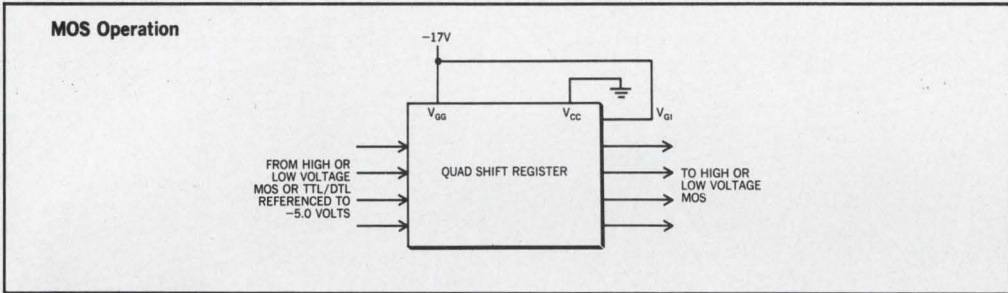 MOS Operation
−17V
V_GG
V_CC
V_GI
FROM HIGH OR
LOW VOLTAGE
MOS OR TTL/DTL
REFERENCED TO
−5.0 VOLTS
QUAD SHIFT REGISTER
TO HIGH OR
LOW VOLTAGE
MOS